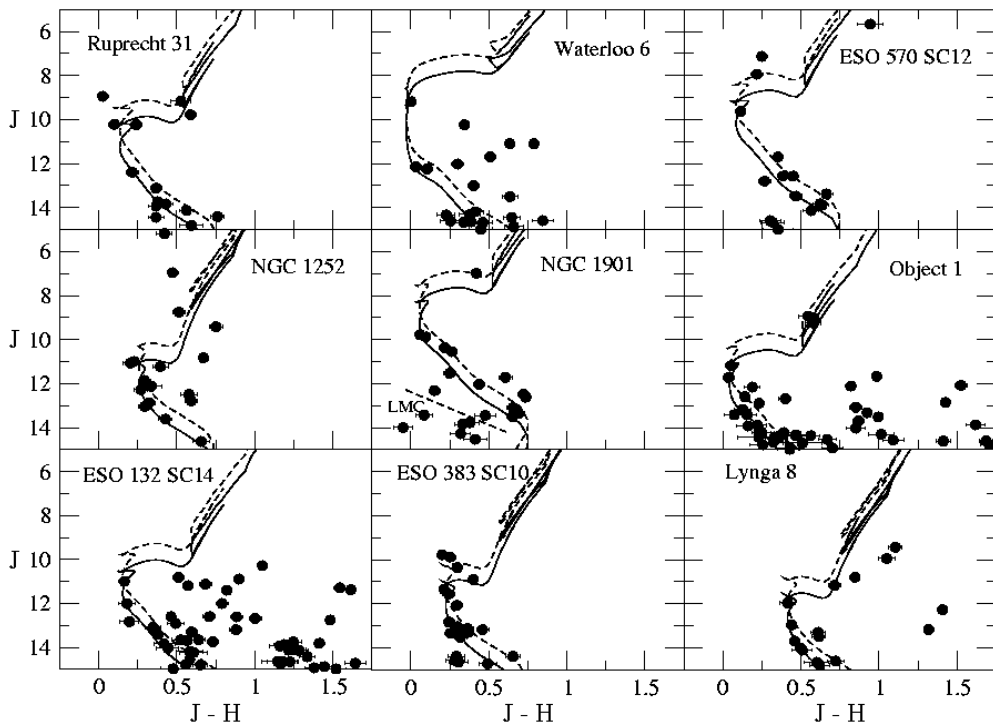 Ruprecht 31
Waterloo 6
ESO 570 SC12
6
8
J 10
12
14
NGC 1252
NGC 1901
Object 1
LMC
6
8
J 10
12
14
ESO 132 SC14
ESO 383 SC10
Lynga 8
6
8
J 10
12
14
0 0.5 1 1.5 0 0.5 1 1.5 0 0.5 1 1.5
J - H J - H J - H